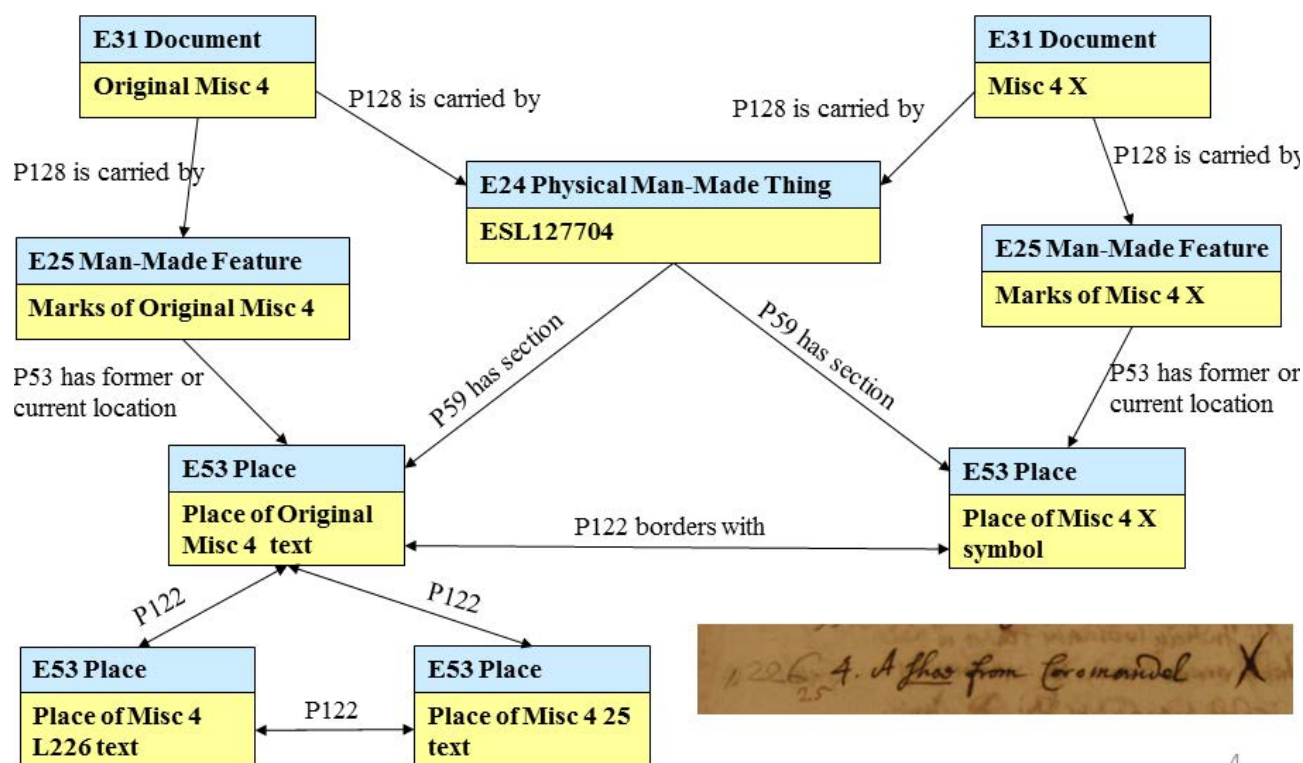 E31 Document
Original Misc 4
E31 Document
Misc 4 X
P128 is carried by
P128 is carried by
P128 is carried by
P128 is carried by
E24 Physical Man-Made Thing
ESL127704
E25 Man-Made Feature
Marks of Original Misc 4
E25 Man-Made Feature
Marks of Misc 4 X
P53 has former or
current location
P59 has section
P59 has section
P53 has former or
current location
E53 Place
Place of Original
Misc 4 text
P122 borders with
E53 Place
Place of Misc 4 X
symbol
P122
P122
E53 Place
Place of Misc 4
L226 text
P122
E53 Place
Place of Misc 4 25
text
226. 4. A shoe from Coromandel X
25
4